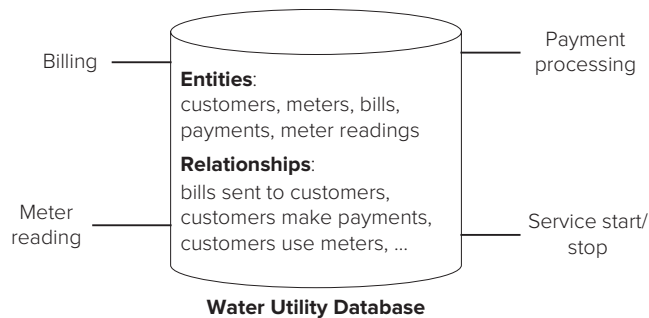 Billing
Payment
processing
Entities:
customers, meters, bills,
payments, meter readings
Relationships:
bills sent to customers,
customers make payments,
customers use meters, ...
Meter
reading
Service start/
stop
Water Utility Database